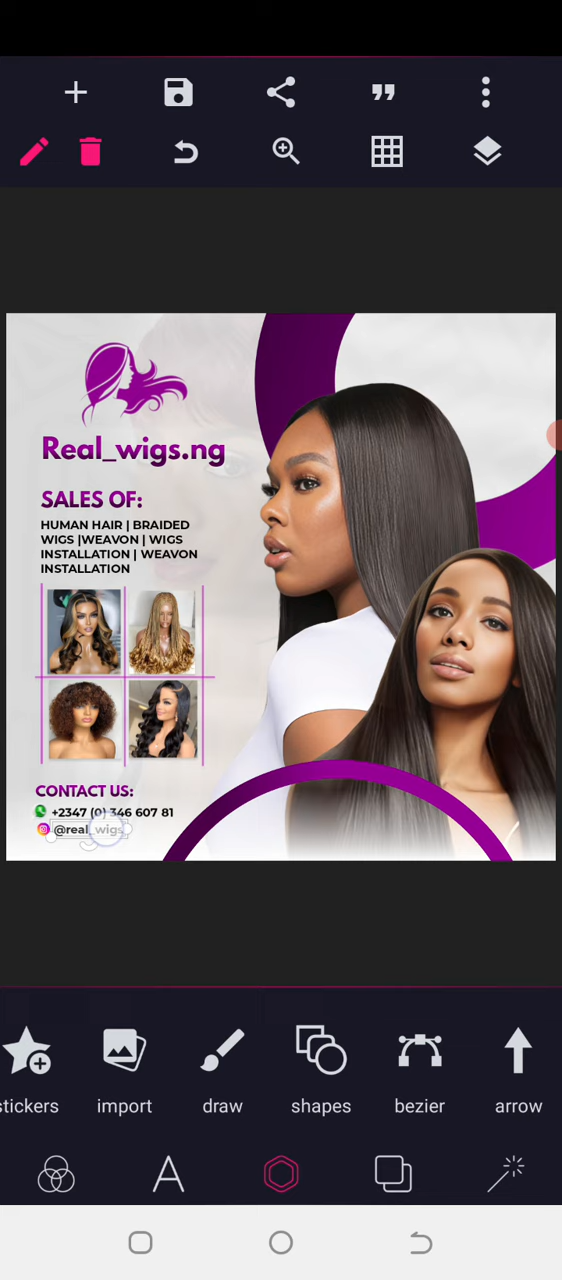 Real_wigs.ng
SALES OF:
HUMAN HAIR | BRAIDED
WIGS |WEAVON | WIGS
INSTALLATION | WEAVON
INSTALLATION
CONTACT US:
+2347 (0) 346 607 81
@real_wigs
stickers
import
draw
shapes
bezier
arrow